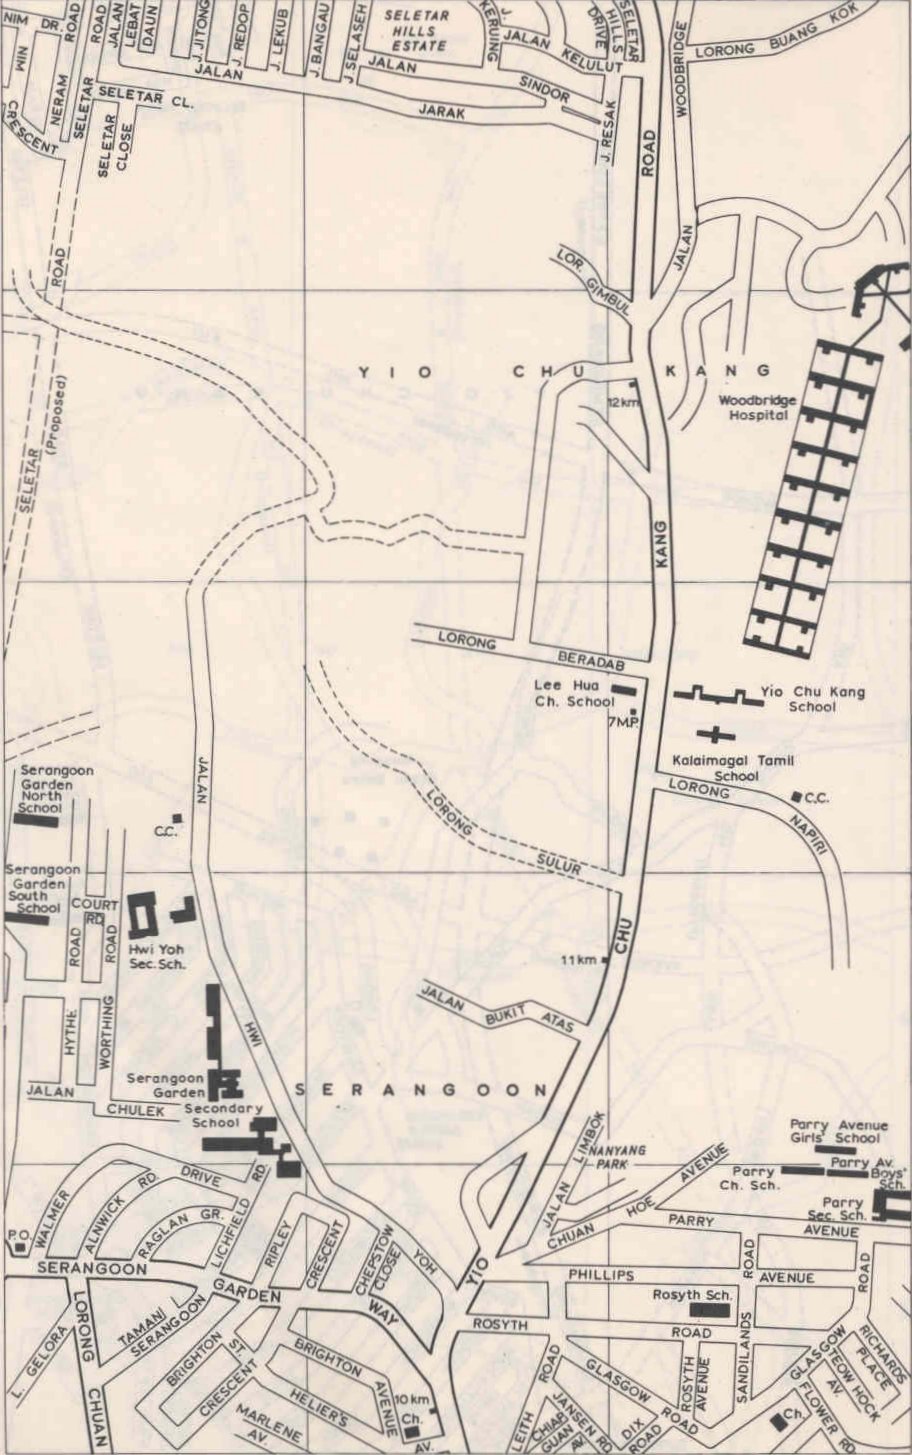 NIM DR.
ROAD
ROAD
JALAN
LEBAT
DAUN
J. JITONG
J. REDOP
J. LEKUB
J. BANGAU
J. SELASEH
SELETAR
HILLS
ESTATE
J. KERUING
JALAN KELULUT
SELETAR
HILLS
DRIVE
WOODBRIDGE
LORONG BUANG KOK
NIM
CRESCENT
NERAM
SELETAR
SELETAR CL.
SELETAR
CLOSE
JALAN
JALAN
JARAK
SINDOR
J. RESAK
ROAD
JALAN
ROAD
LOR. GIMBUL
YIO CHU KANG
12km
Woodbridge
Hospital
SELETAR
(Proposed)
KANG
LORONG BERADAB
Lee Hua
Ch. School
7M.P.
Yio Chu Kang
School
Kalaimagal Tamil
School
LORONG NAPIRI
C.C.
Serangoon
Garden
North
School
JALAN
C.C.
LORONG SULUR
Serangoon
Garden
South
School
COURT
RD
ROAD
ROAD
Hwi Yoh
Sec. Sch.
CHU
11km
JALAN BUKIT ATAS
HYTHE
WORTHING
HWI
JALAN
CHULEK
Serangoon
Garden
Secondary
School
SERANGOON
JALAN LIMBOK
NANYANG
PARK
Parry Avenue
Girls' School
Parry
Ch. Sch.
Parry Av.
Boys'
Sch.
Parry
Sec. Sch.
CHUAN HOE AVENUE
PARRY AVENUE
WALMER DRIVE
ALNWICK RD.
RAGLAN GR.
LICHFIELD RD
RIPLEY
CRESCENT
CHEPSTOW
CLOSE
YOH
YIO
P.O.
SERANGOON
GARDEN
WAY
PHILLIPS AVENUE
ROAD
ROAD
Rosyth Sch.
ROSYTH ROAD
LORONG CHUAN
L. GELORA
TAMAN
SERANGOON
BRIGHTON
ST.
CRESCENT
BRIGHTON
AVENUE
HELIER'S
AV.
MARLENE
AV.
10km
Ch.
ROAD
LEITH
GLASGOW
ROAD
JANSEN RD
CHIAP
GUAN
AV
DIX
ROAD
ROSYTH
AVENUE
SANDILANDS
GLASGOW
RICHARDS
PLACE
TEOW HOCK
AV.
FLOWER RD
Ch.